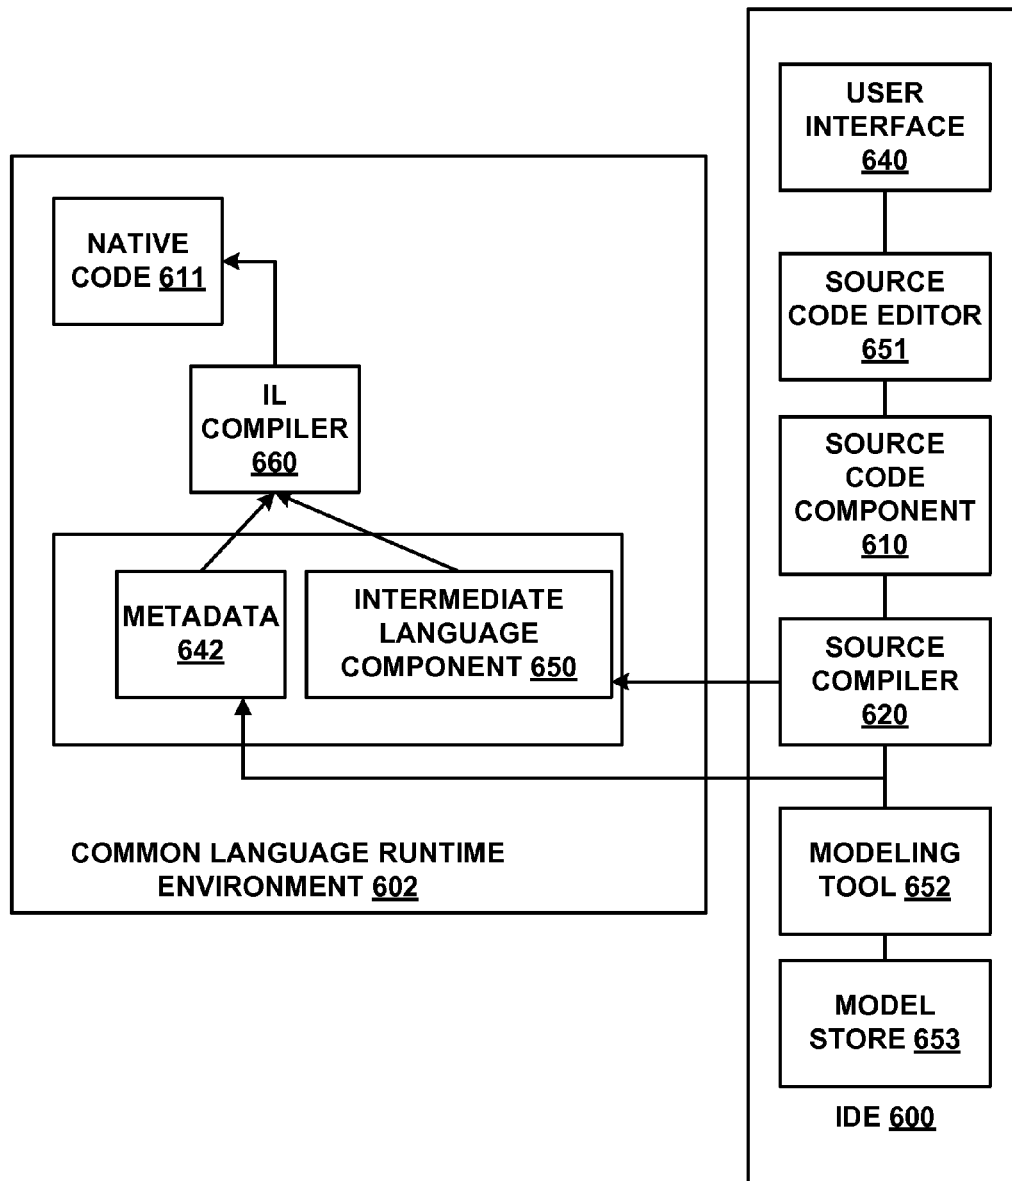 USER
INTERFACE
640
NATIVE
CODE 611
SOURCE
CODE EDITOR
651
IL
COMPILER
660
SOURCE
CODE
COMPONENT
610
METADATA
642
INTERMEDIATE
LANGUAGE
COMPONENT 650
SOURCE
COMPILER
620
COMMON LANGUAGE RUNTIME
ENVIRONMENT 602
MODELING
TOOL 652
MODEL
STORE 653
IDE 600